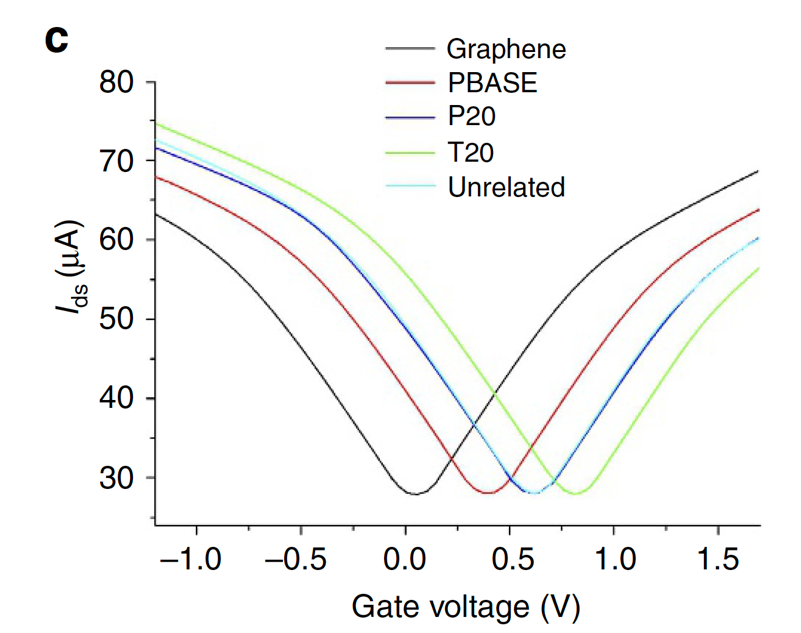 c
Graphene
PBASE
P20
T20
Unrelated
80
70
60
50
40
30
I_ds (μA)
−1.0 −0.5 0.0 0.5 1.0 1.5
Gate voltage (V)